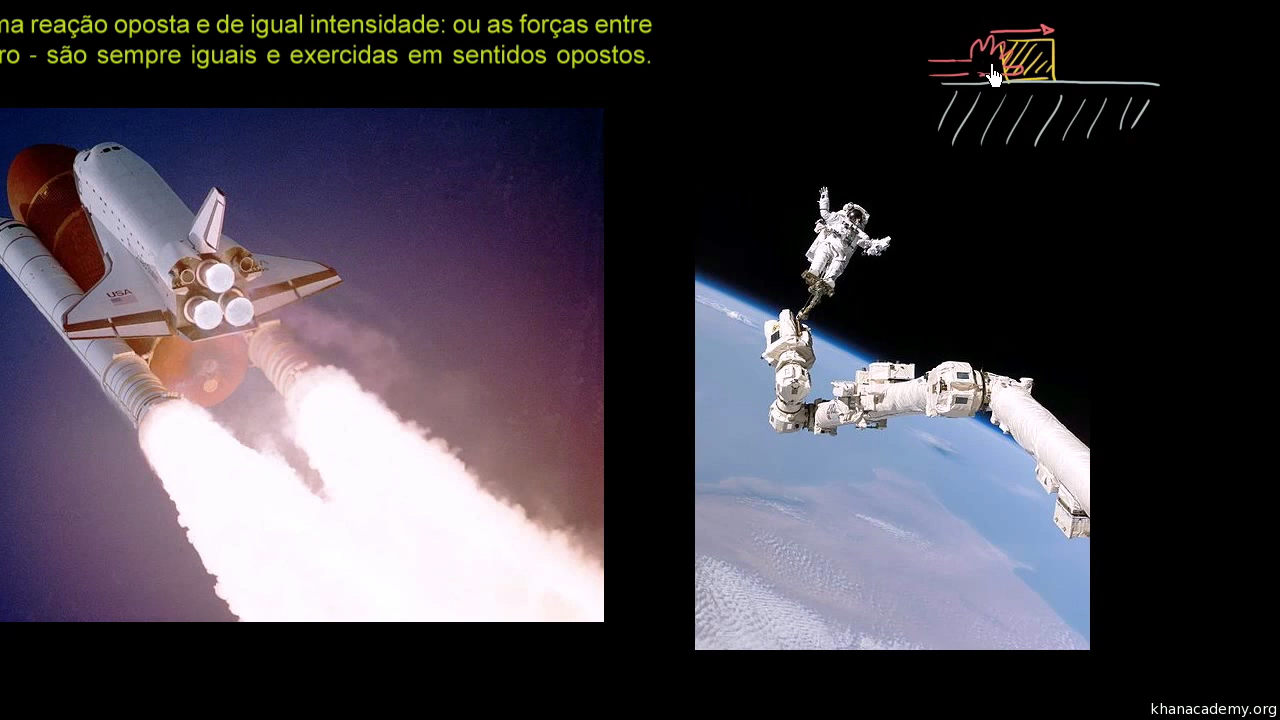 ma reação oposta e de igual intensidade: ou as forças entre
ro - são sempre iguais e exercidas em sentidos opostos.
USA
khanacademy.org